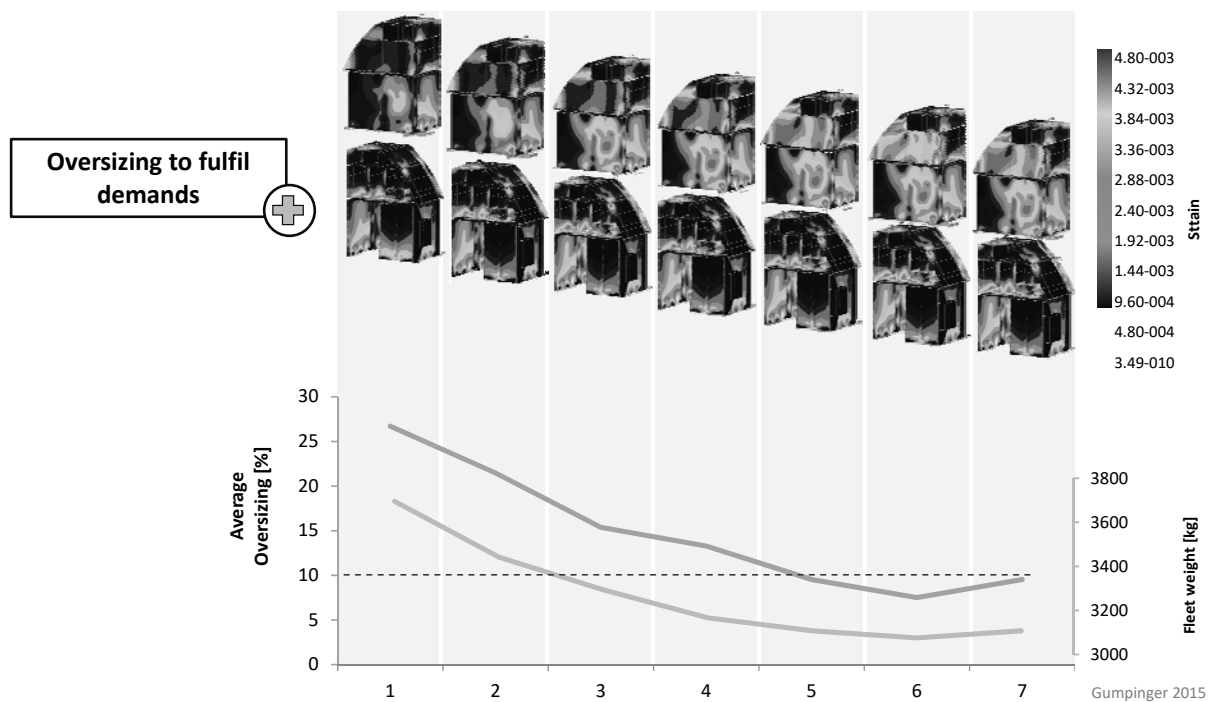 Oversizing to fulfil
demands
4.80-003
4.32-003
3.84-003
3.36-003
2.88-003
2.40-003
1.92-003
1.44-003
9.60-004
4.80-004
3.49-010
Sttain
30
25
20
15
10
5
0
Average
Oversizing [%]
3800
3600
3400
3200
3000
Fleet weight [kg]
1 2 3 4 5 6 7
Gumpinger 2015